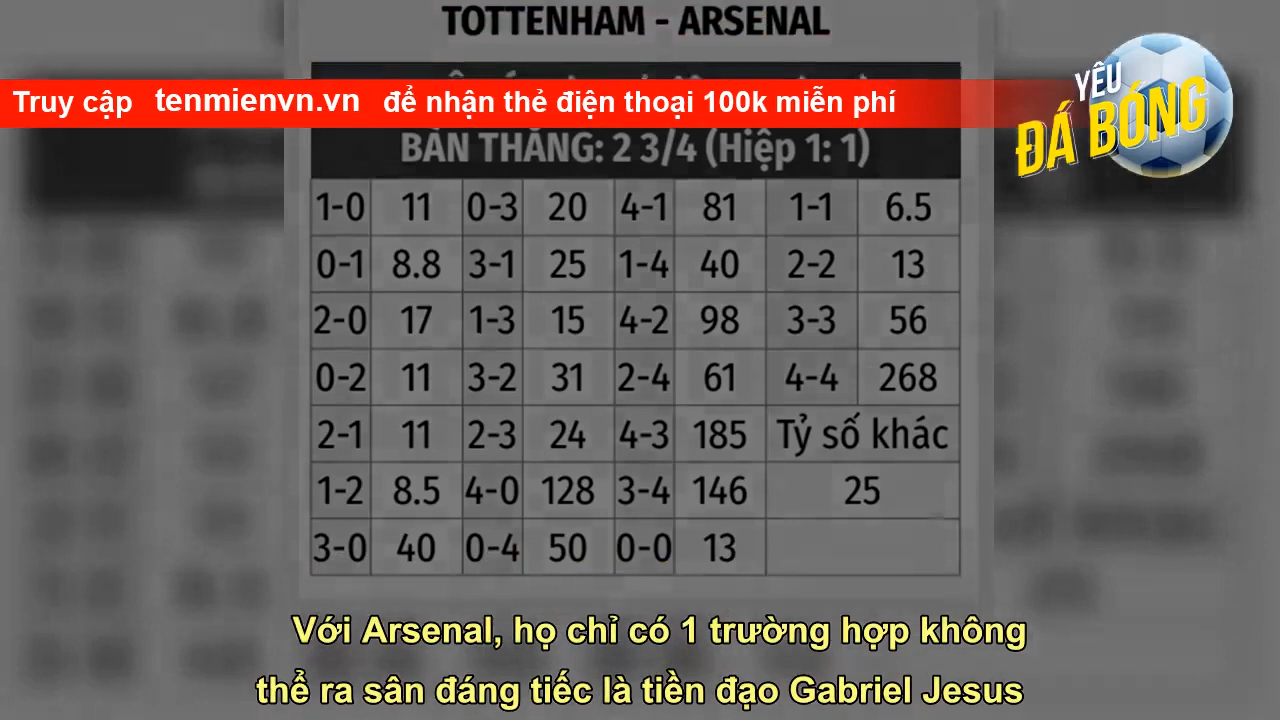 TOTTENHAM - ARSENAL
Truy cập tenmienvn.vn để nhận thẻ điện thoại 100k miễn phí
YÊU
ĐÁ BÓNG
BÀN THẮNG: 2 3/4 (Hiệp 1: 1)
1-0 11 0-3 20 4-1 81 1-1 6.5
0-1 8.8 3-1 25 1-4 40 2-2 13
2-0 17 1-3 15 4-2 98 3-3 56
0-2 11 3-2 31 2-4 61 4-4 268
2-1 11 2-3 24 4-3 185 Tỷ số khác
1-2 8.5 4-0 128 3-4 146 25
3-0 40 0-4 50 0-0 13
Với Arsenal, họ chỉ có 1 trường hợp không
thể ra sân đáng tiếc là tiền đạo Gabriel Jesus